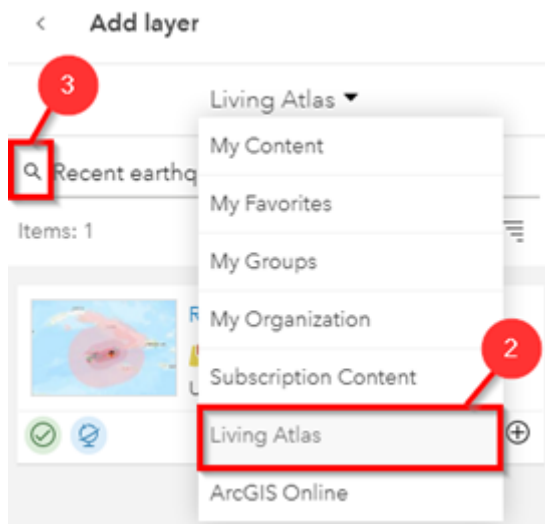 Add layer
3
Living Atlas
My Content
Recent earthq
My Favorites
Items: 1
My Groups
R
My Organization
2
Subscription Content
U
Living Atlas
ArcGIS Online